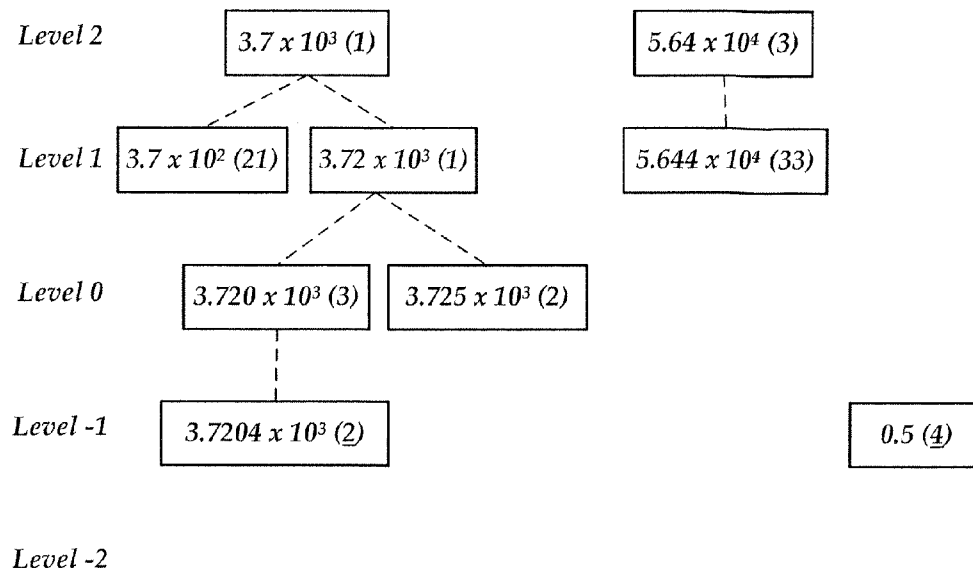 Level 2 3.7 x 10³ (1) 5.64 x 10⁴ (3)
Level 1 3.7 x 10² (21) 3.72 x 10³ (1) 5.644 x 10⁴ (33)
Level 0 3.720 x 10³ (3) 3.725 x 10³ (2)
Level -1 3.7204 x 10³ (2) 0.5 (4)
Level -2